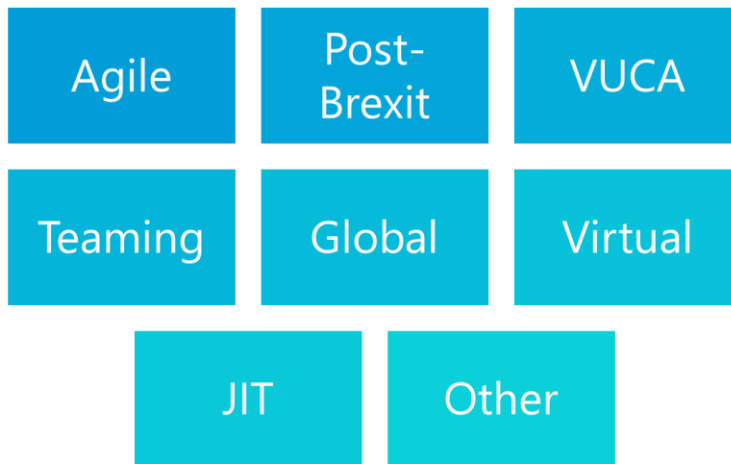 Agile
Post-
Brexit
VUCA
Teaming
Global
Virtual
JIT
Other